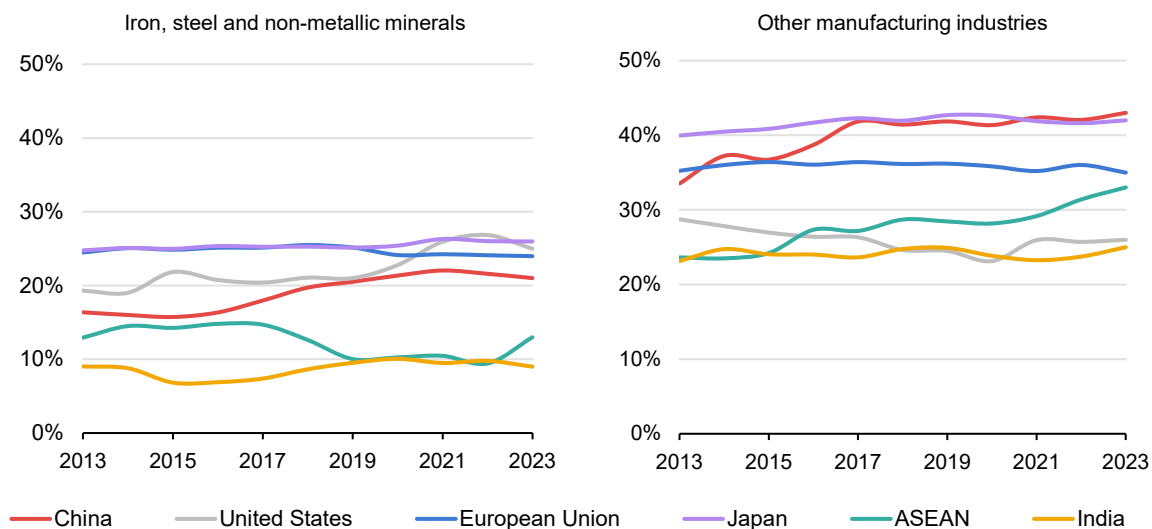 Iron, steel and non-metallic minerals
50%
40%
30%
20%
10%
0%
2013 2015 2017 2019 2021 2023
Other manufacturing industries
50%
40%
30%
20%
10%
0%
2013 2015 2017 2019 2021 2023
China United States European Union Japan ASEAN India